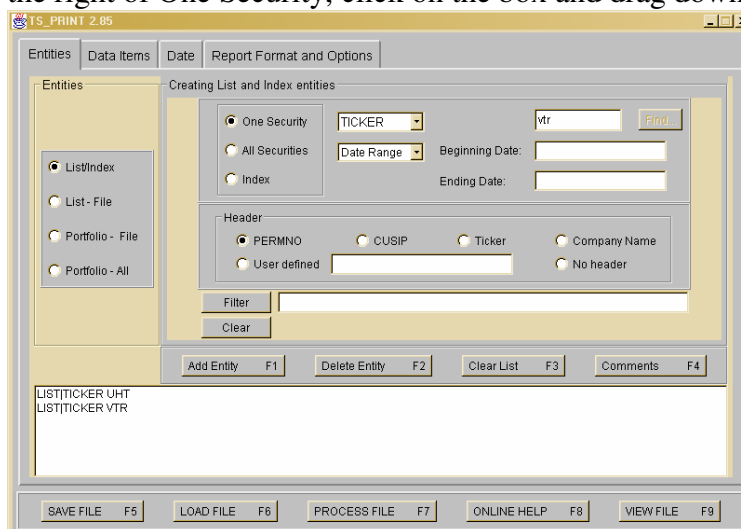 the right of One Security, click on the box and drag down
TS_PRINT 2.85
Entities Data Items Date Report Format and Options
Entities Creating List and Index entities
One Security TICKER vtr Find...
All Securities Date Range Beginning Date:
List/Index
Index Ending Date:
List - File
Header
Portfolio - File PERMNO CUSIP Ticker Company Name
User defined No header
Portfolio - All
Filter
Clear
Add Entity F1 Delete Entity F2 Clear List F3 Comments F4
LIST|TICKER UHT
LIST|TICKER VTR
SAVE FILE F5 LOAD FILE F6 PROCESS FILE F7 ONLINE HELP F8 VIEW FILE F9